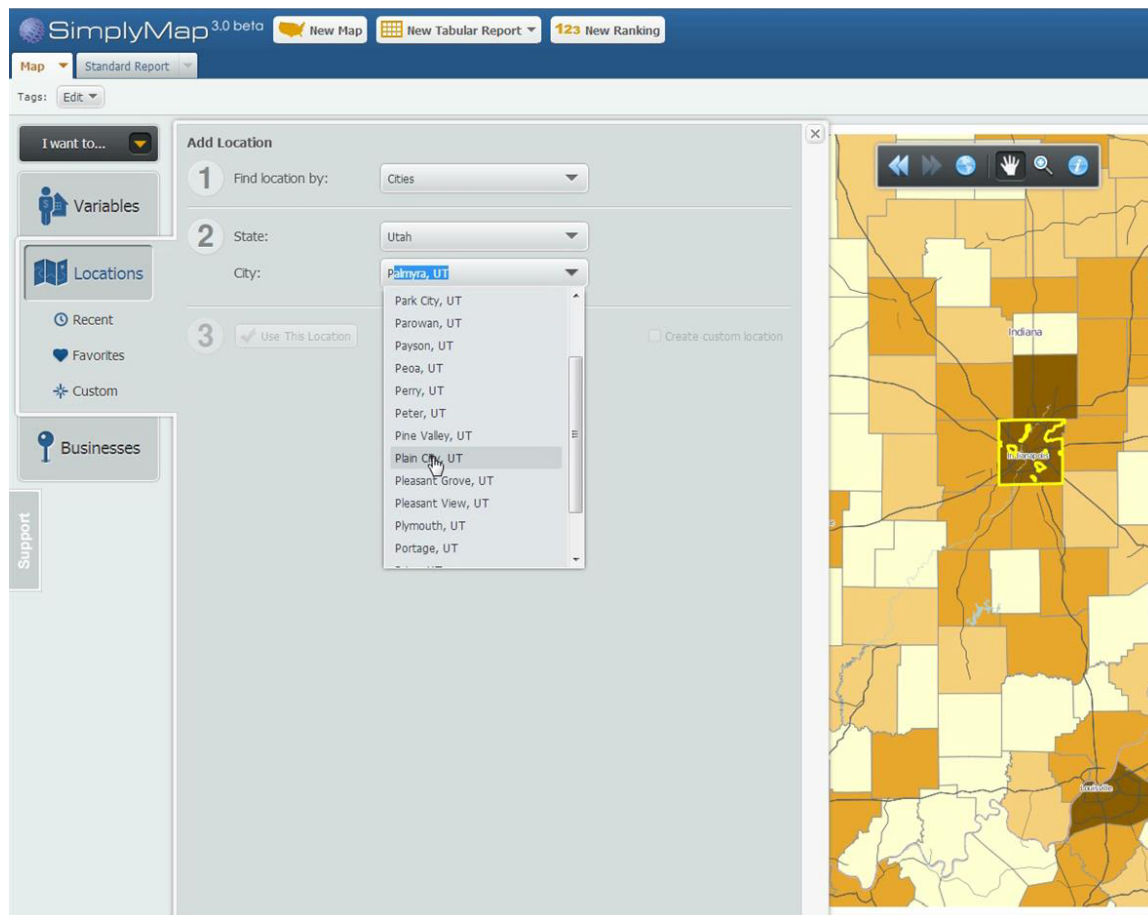 SimplyMap 3.0 beta New Map New Tabular Report 123 New Ranking
Map Standard Report
Tags: Edit
I want to...
Variables
Locations
Recent
Favorites
Custom
Businesses
Support
Add Location
1 Find location by: Cities
2 State: Utah
City: Palmyra, UT
Park City, UT
Parowan, UT
Payson, UT
Peoa, UT
Perry, UT
Peter, UT
Pine Valley, UT
Plain City, UT
Pleasant Grove, UT
Pleasant View, UT
Plymouth, UT
Portage, UT
3 Use This Location Create custom location
Indiana
Indianapolis
Louisville